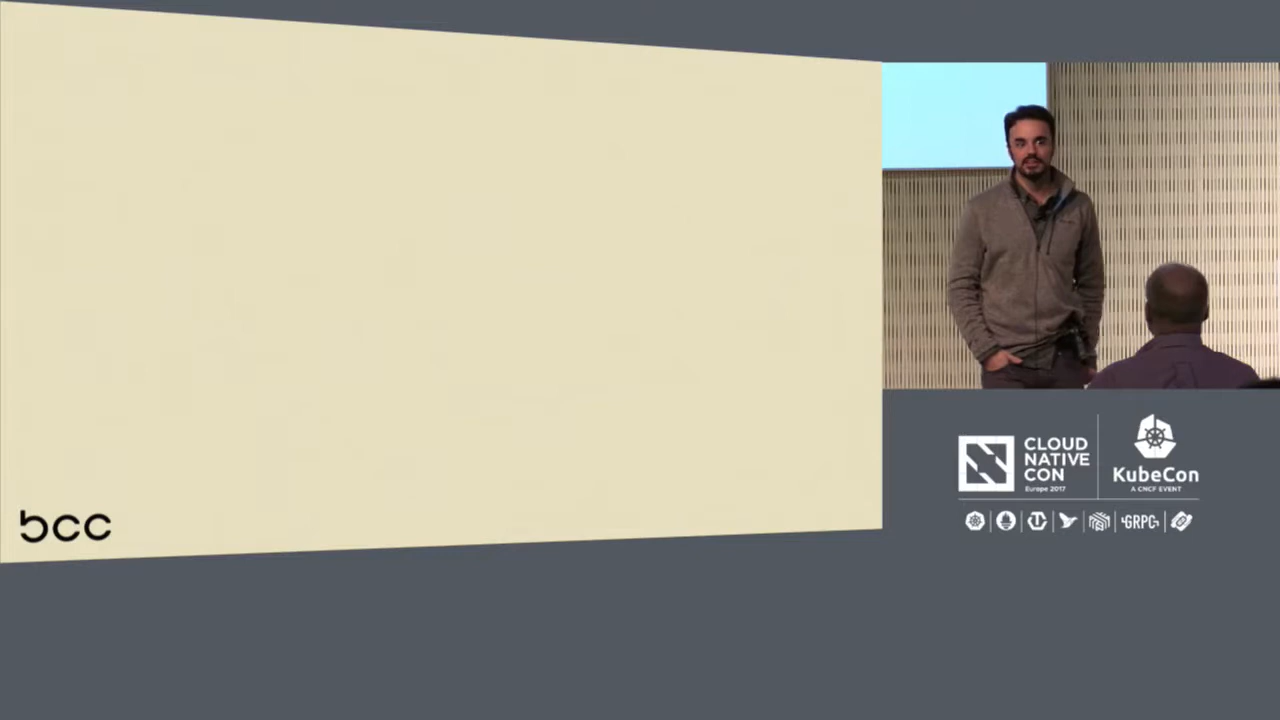 bcc
CLOUD
NATIVE
CON
Europe 2017
KubeCon
A CNCF EVENT
GRPC